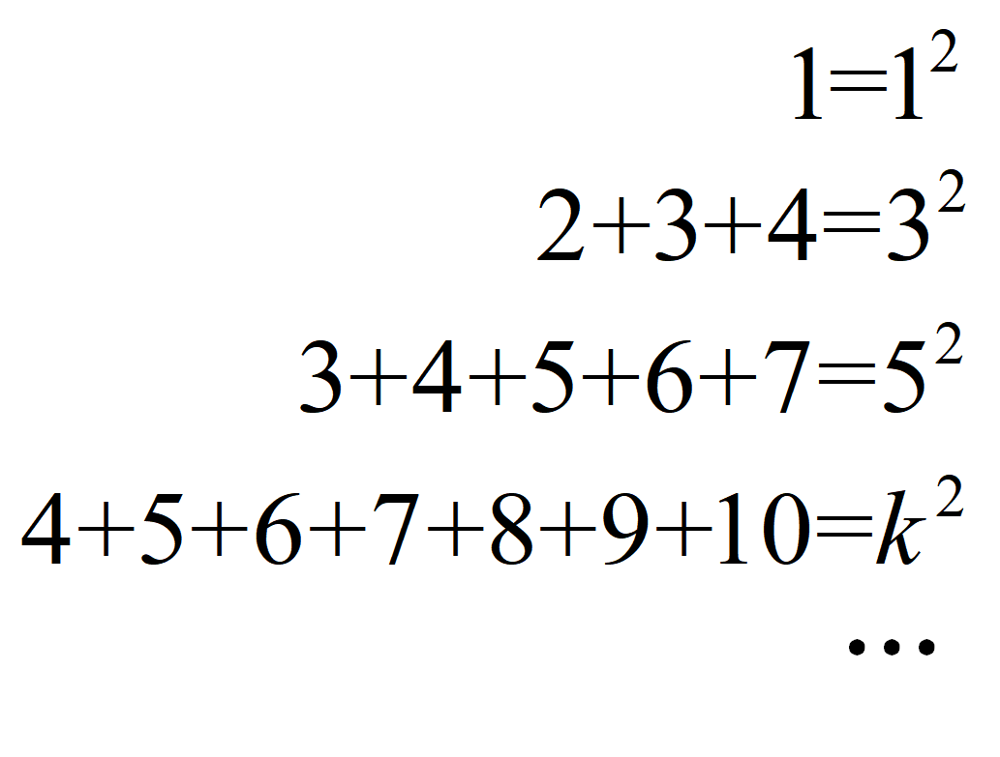 1=1²
2+3+4=3²
3+4+5+6+7=5²
4+5+6+7+8+9+10=k²
...